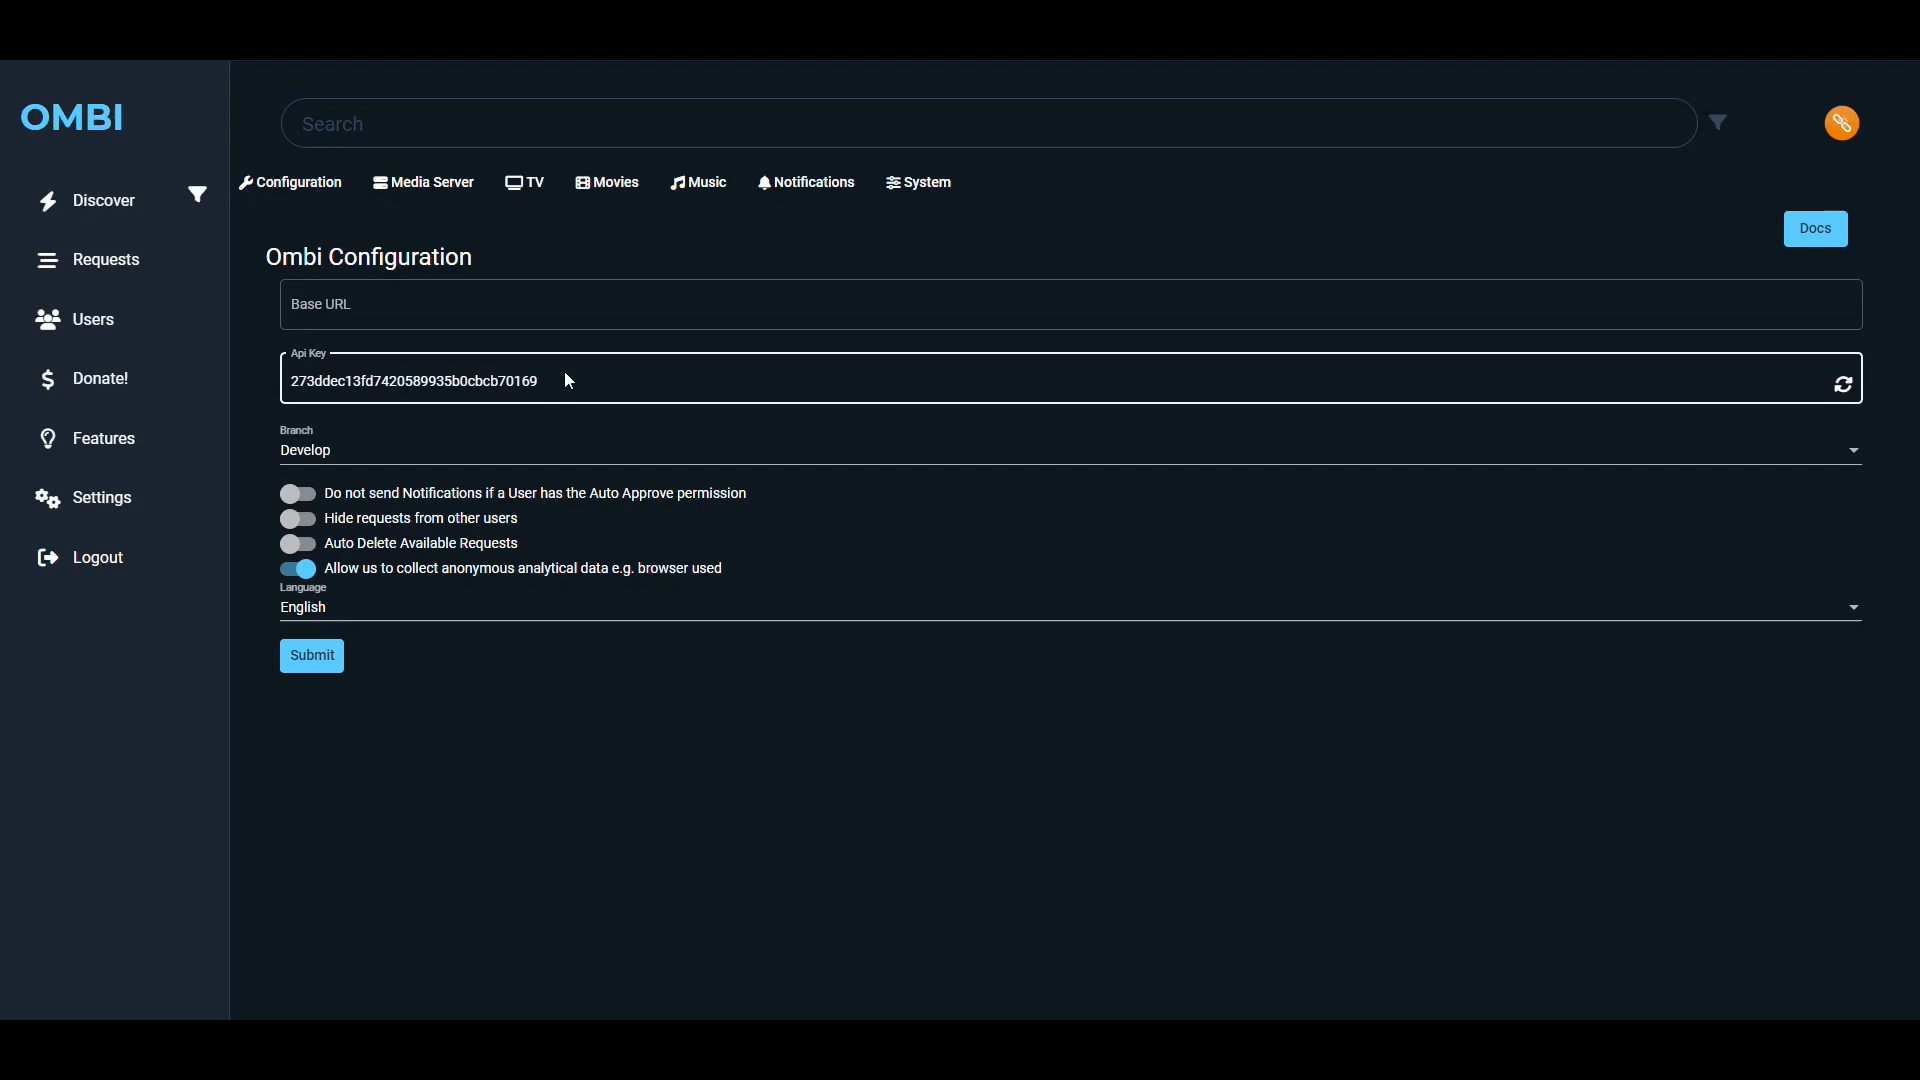 OMBI
Search
Discover
Requests
Users
Donate!
Features
Settings
Logout
Configuration Media Server TV Movies Music Notifications System
Docs
Ombi Configuration
Base URL
Api Key
273ddec13fd7420589935b0cbcb70169
Branch
Develop
Do not send Notifications if a User has the Auto Approve permission
Hide requests from other users
Auto Delete Available Requests
Allow us to collect anonymous analytical data e.g. browser used
Language
English
Submit